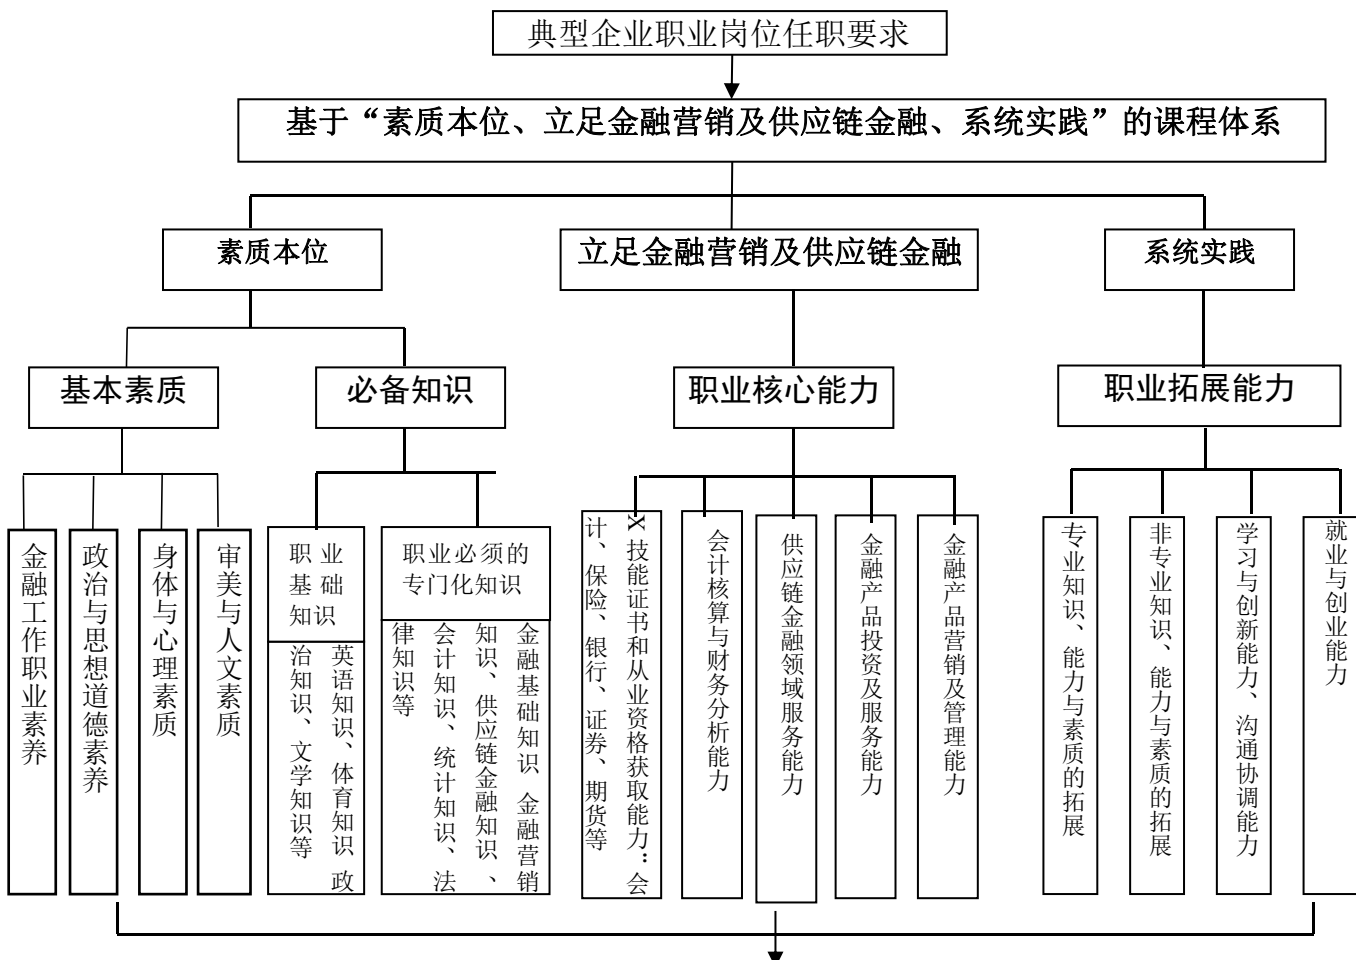 典型企业职业岗位任职要求
基于“素质本位、立足金融营销及供应链金融、系统实践”的课程体系
素质本位
立足金融营销及供应链金融
系统实践
基本素质
必备知识
职业核心能力
职业拓展能力
金融工作职业素养
政治与思想道德素养
身体与心理素质
审美与人文素质
职业
基础
知识
英语知识、体育知识 政
治知识、文学知识等
职业必须的
专门化知识
金融基础知识 金融营销
知识、供应链金融知识、
会计知识、统计知识、法
律知识等
X 技能证书和从业资格获取能力：会
计、保险、银行、证券、期货等
会计核算与财务分析能力
供应链金融领域服务能力
金融产品投资及服务能力
金融产品营销及管理能力
专业知识、能力与素质的拓展
非专业知识、能力与素质的拓展
学习与创新能力、沟通协调能力
就业与创业能力